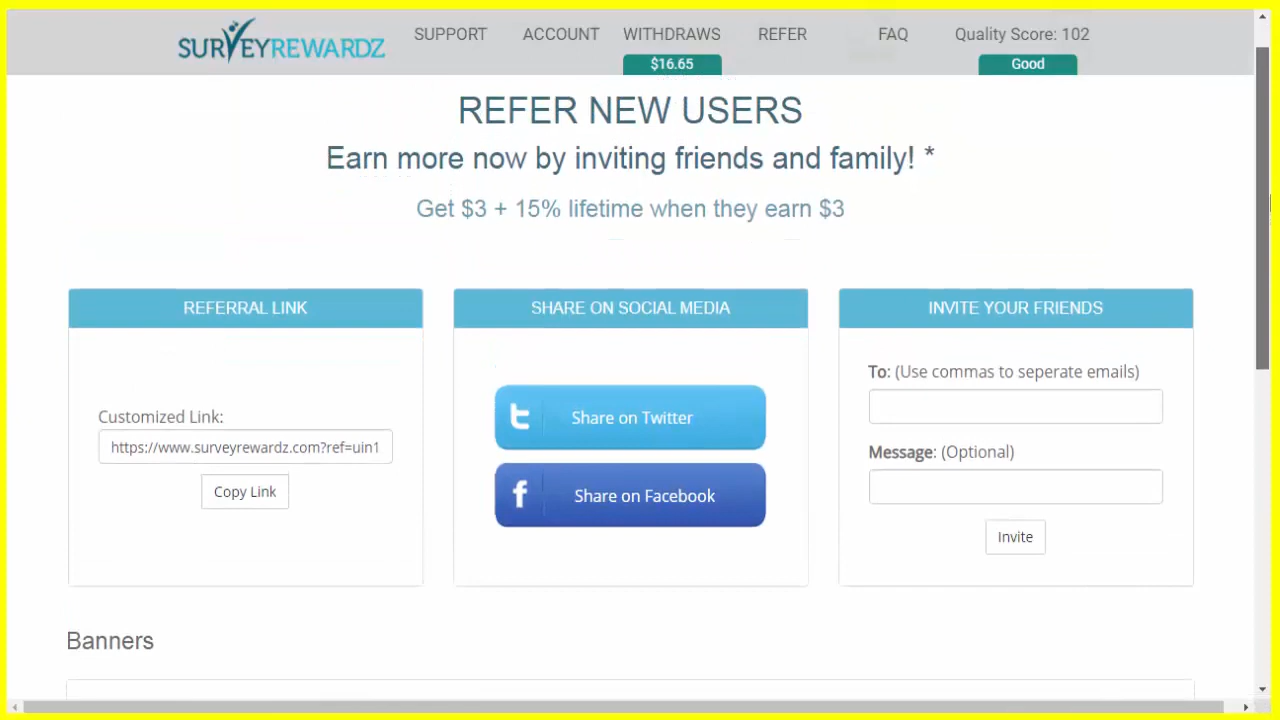 SURVEYREWARDZ
SUPPORT
ACCOUNT
WITHDRAWS
$16.65
REFER
FAQ
Quality Score: 102
Good
REFER NEW USERS
Earn more now by inviting friends and family! *
Get $3 + 15% lifetime when they earn $3
REFERRAL LINK
Customized Link:
https://www.surveyrewardz.com?ref=uin1
Copy Link
SHARE ON SOCIAL MEDIA
Share on Twitter
Share on Facebook
INVITE YOUR FRIENDS
To: (Use commas to seperate emails)
Message: (Optional)
Invite
Banners